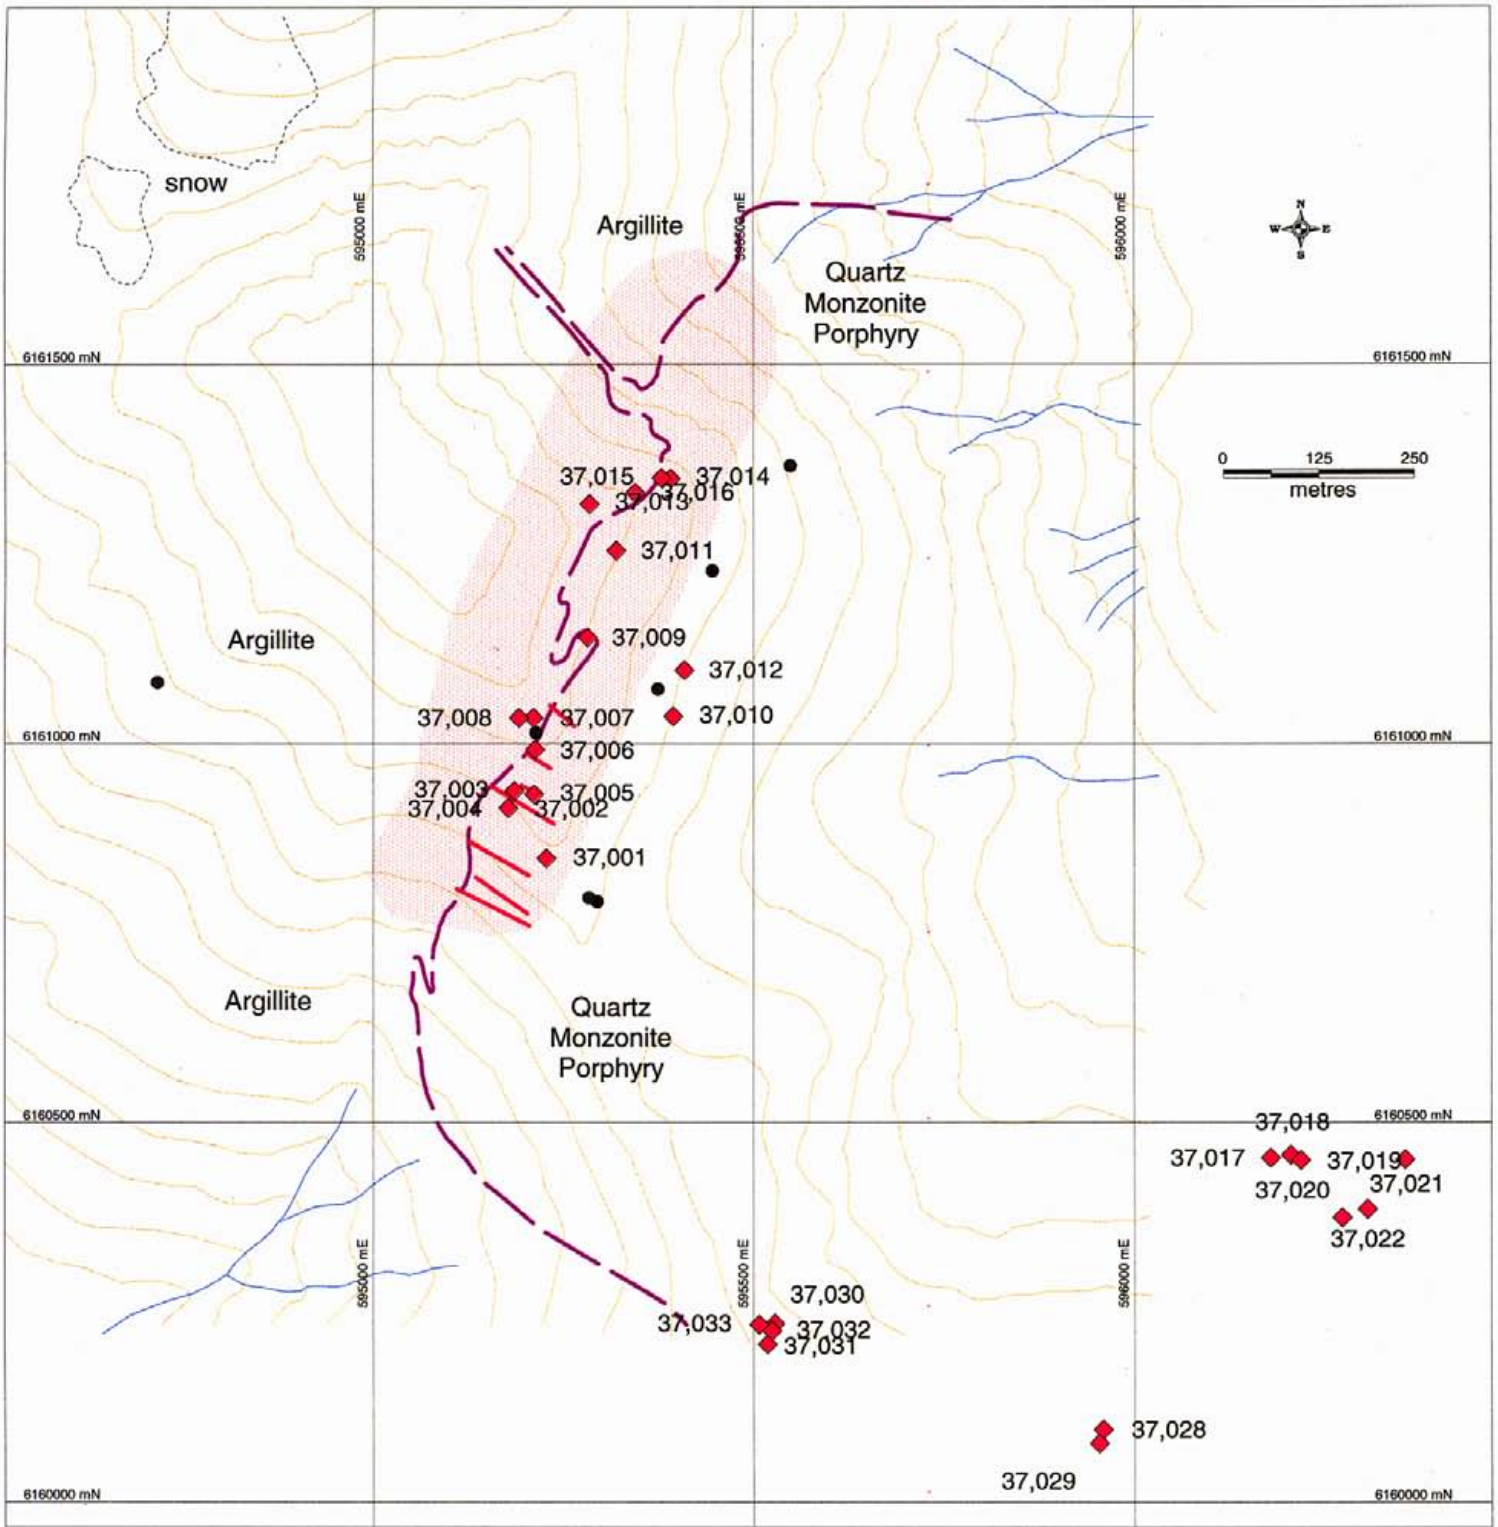 snow
Argillite
595000 mE
595500 mE
596000 mE
N
W E
S
Quartz
Monzonite
Porphyry
6161500 mN
6161500 mN
0 125 250
metres
37,015
37,014
37,016
37,013
37,011
Argillite
37,009
37,012
37,008
37,007
37,010
6161000 mN
37,006
6161000 mN
37,003
37,005
37,004
37,002
37,001
Argillite
Quartz
Monzonite
Porphyry
6160500 mN
6160500 mN
37,018
37,017
37,019
37,020
37,021
37,022
595000 mE
595500 mE
596000 mE
37,030
37,033
37,032
37,031
37,028
37,029
6160000 mN
6160000 mN